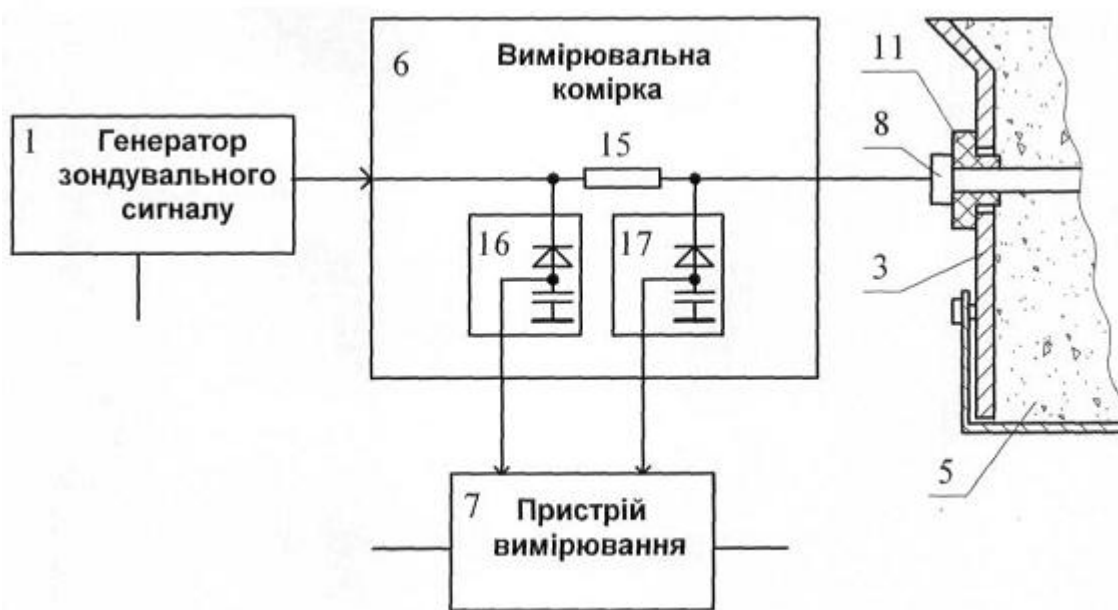 6
Вимірювальна
комірка
11
8
1
Генератор
зондувального
сигналу
15
16
17
3
5
7
Пристрій
вимірювання